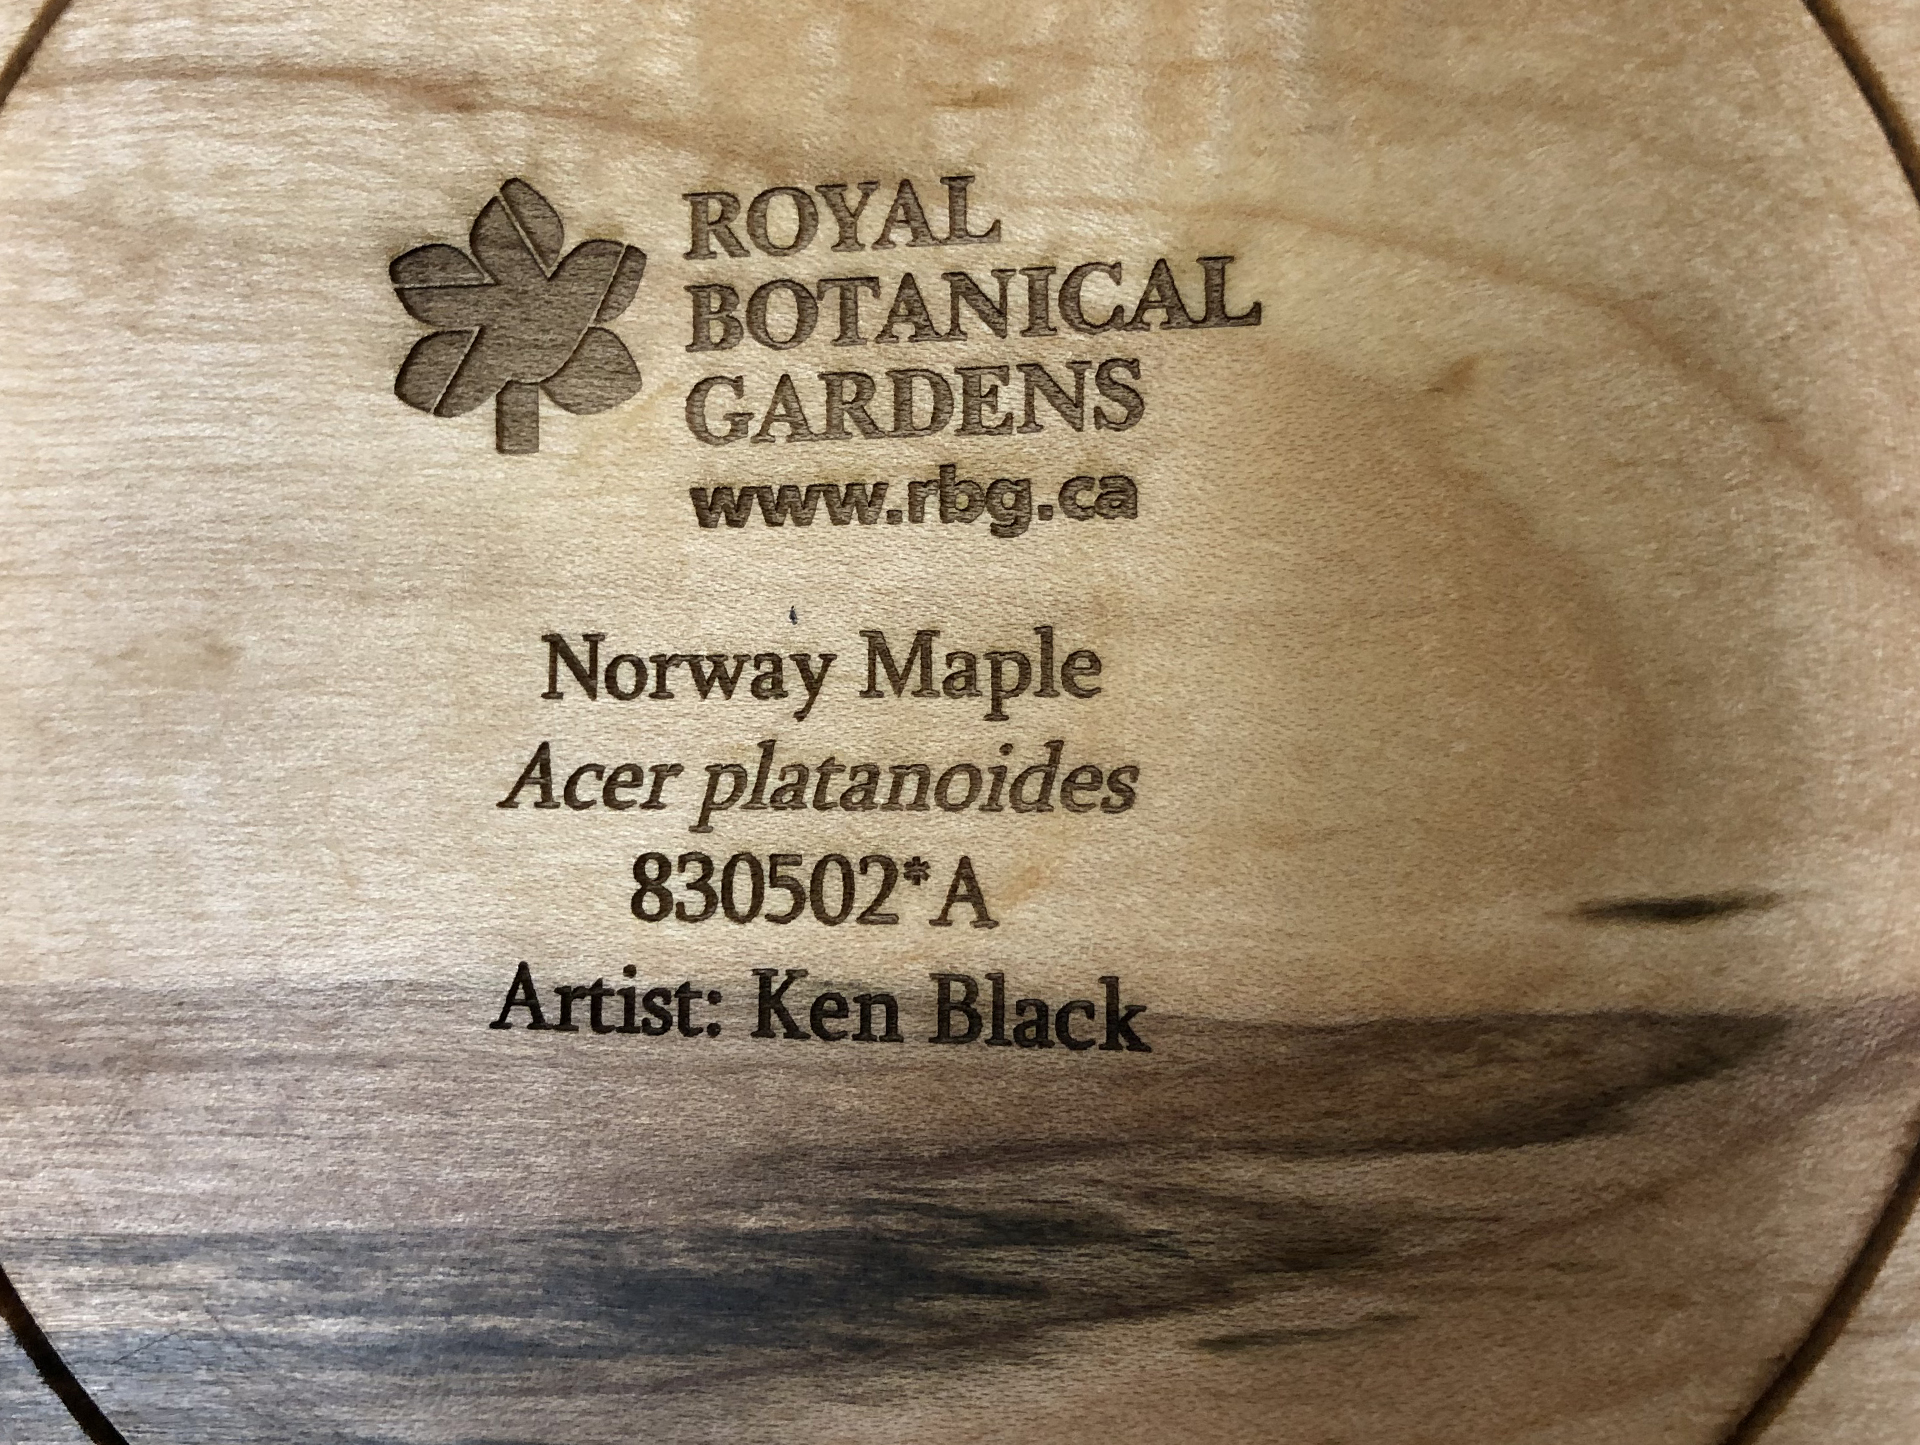 ROYAL
BOTANICAL
GARDENS
www.rbg.ca
Norway Maple
Acer platanoides
830502*A
Artist: Ken Black